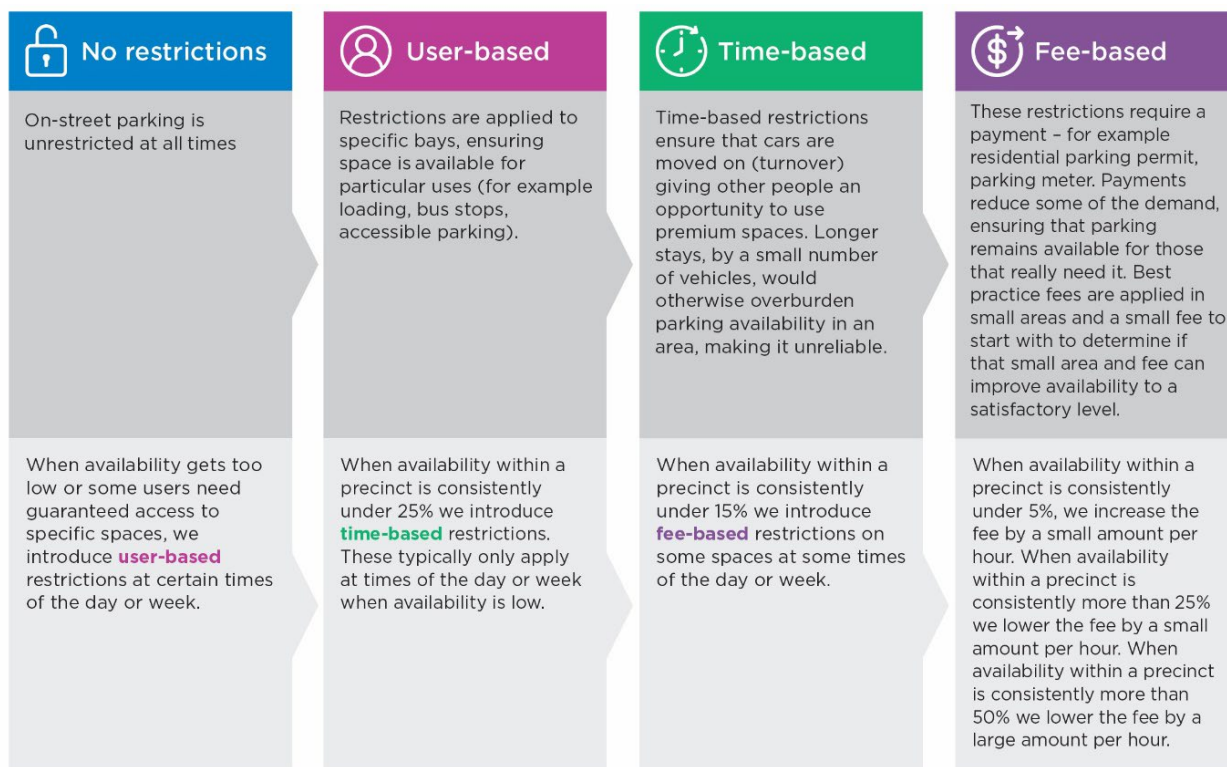 No restrictions
On-street parking is
unrestricted at all times
When availability gets too
low or some users need
guaranteed access to
specific spaces, we
introduce user-based
restrictions at certain times
of the day or week.
User-based
Restrictions are applied to
specific bays, ensuring
space is available for
particular uses (for example
loading, bus stops,
accessible parking).
When availability within a
precinct is consistently
under 25% we introduce
time-based restrictions.
These typically only apply
at times of the day or week
when availability is low.
Time-based
Time-based restrictions
ensure that cars are
moved on (turnover)
giving other people an
opportunity to use
premium spaces. Longer
stays, by a small number
of vehicles, would
otherwise overburden
parking availability in an
area, making it unreliable.
When availability within a
precinct is consistently
under 15% we introduce
fee-based restrictions on
some spaces at some times
of the day or week.
Fee-based
These restrictions require a
payment – for example
residential parking permit,
parking meter. Payments
reduce some of the demand,
ensuring that parking
remains available for those
that really need it. Best
practice fees are applied in
small areas and a small fee to
start with to determine if
that small area and fee can
improve availability to a
satisfactory level.
When availability within a
precinct is consistently
under 5%, we increase the
fee by a small amount per
hour. When availability
within a precinct is
consistently more than 25%
we lower the fee by a small
amount per hour. When
availability within a precinct
is consistently more than
50% we lower the fee by a
large amount per hour.